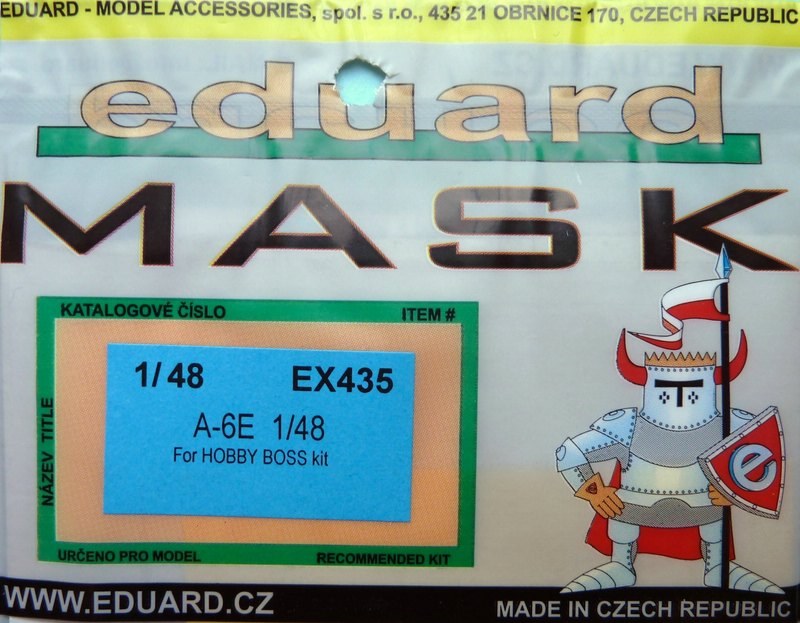 EDUARD - MODEL ACCESSORIES, spol. s r.o., 435 21 OBRNICE 170, CZECH REPUBLIC
eduard
MASK
KATALOGOVÉ ČÍSLO ITEM #
1/48 EX435
A-6E 1/48
For HOBBY BOSS kit
NÁZEV TITLE
e
URČENO PRO MODEL RECOMMENDED KIT
WWW.EDUARD.CZ MADE IN CZECH REPUBLIC